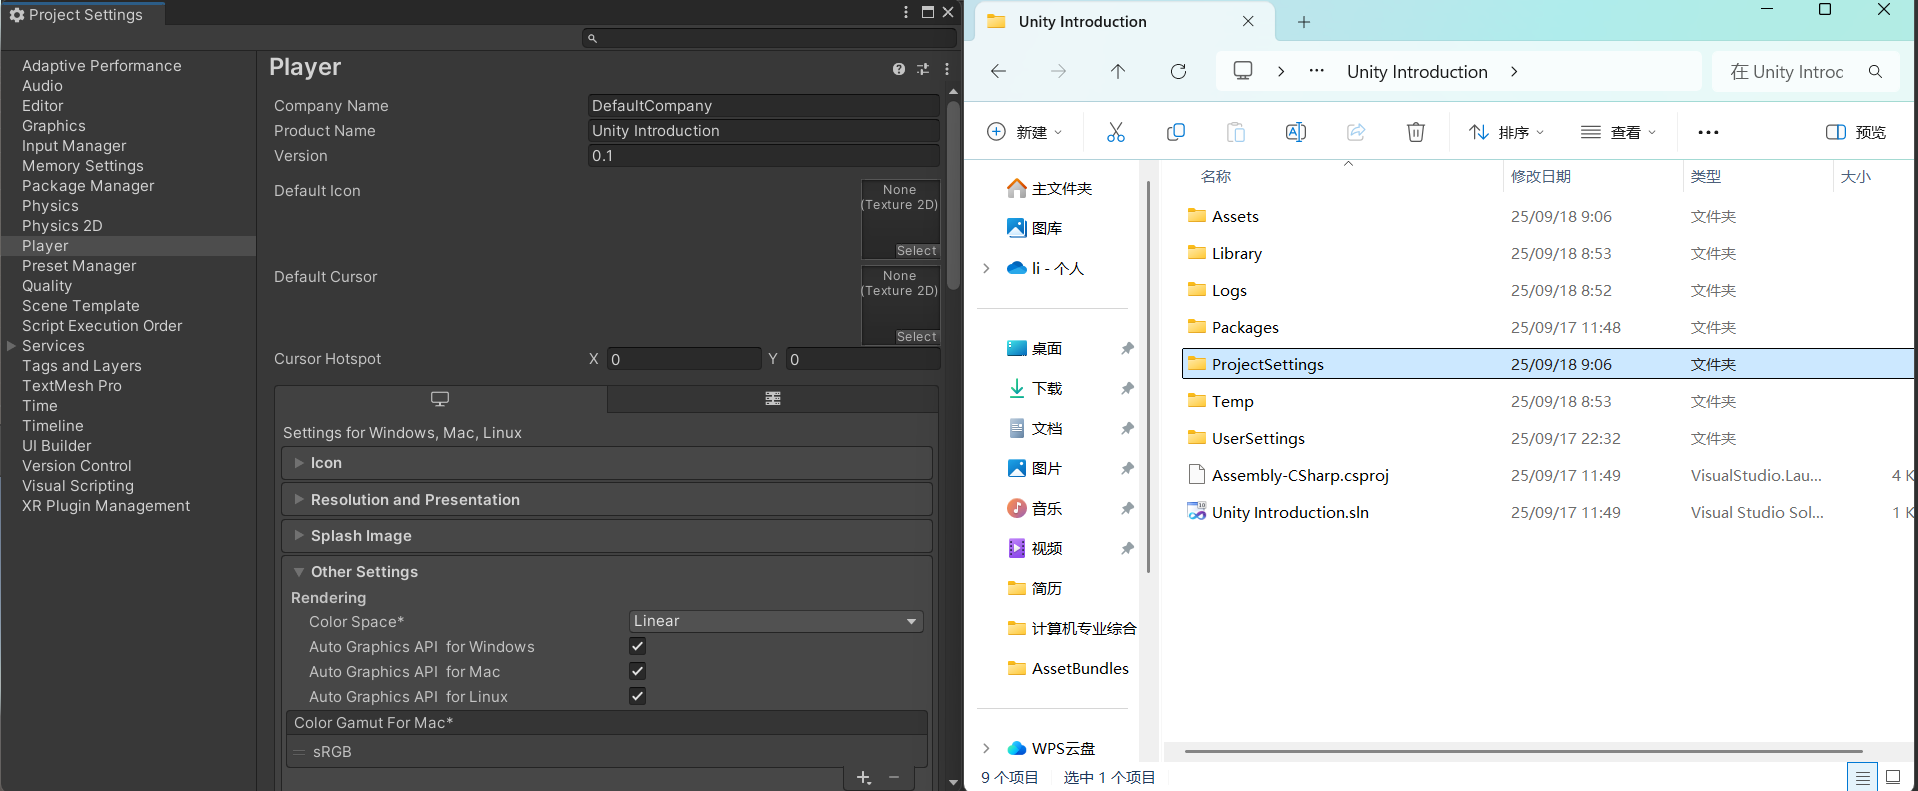 Project Settings
Adaptive Performance
Audio
Editor
Graphics
Input Manager
Memory Settings
Package Manager
Physics
Physics 2D
Player
Preset Manager
Quality
Scene Template
Script Execution Order
Services
Tags and Layers
TextMesh Pro
Time
Timeline
UI Builder
Version Control
Visual Scripting
XR Plugin Management
Player
Company Name DefaultCompany
Product Name Unity Introduction
Version 0.1
Default Icon
None
(Texture 2D)
Select
Default Cursor
None
(Texture 2D)
Select
Cursor Hotspot X 0 Y 0
Settings for Windows, Mac, Linux
Icon
Resolution and Presentation
Splash Image
Other Settings
Rendering
Color Space* Linear
Auto Graphics API for Windows
Auto Graphics API for Mac
Auto Graphics API for Linux
Color Gamut For Mac*
sRGB
Unity Introduction
Unity Introduction
在 Unity Introc
新建 排序 查看 预览
主文件夹
图库
li - 个人
桌面
下载
文档
图片
音乐
视频
简历
计算机专业综合
AssetBundles
WPS云盘
名称 修改日期 类型 大小
Assets 25/09/18 9:06 文件夹
Library 25/09/18 8:53 文件夹
Logs 25/09/18 8:52 文件夹
Packages 25/09/17 11:48 文件夹
ProjectSettings 25/09/18 9:06 文件夹
Temp 25/09/18 8:53 文件夹
UserSettings 25/09/17 22:32 文件夹
Assembly-CSharp.csproj 25/09/17 11:49 VisualStudio.Lau... 4 K
Unity Introduction.sln 25/09/17 11:49 Visual Studio Sol... 1 K
9 个项目 选中 1 个项目